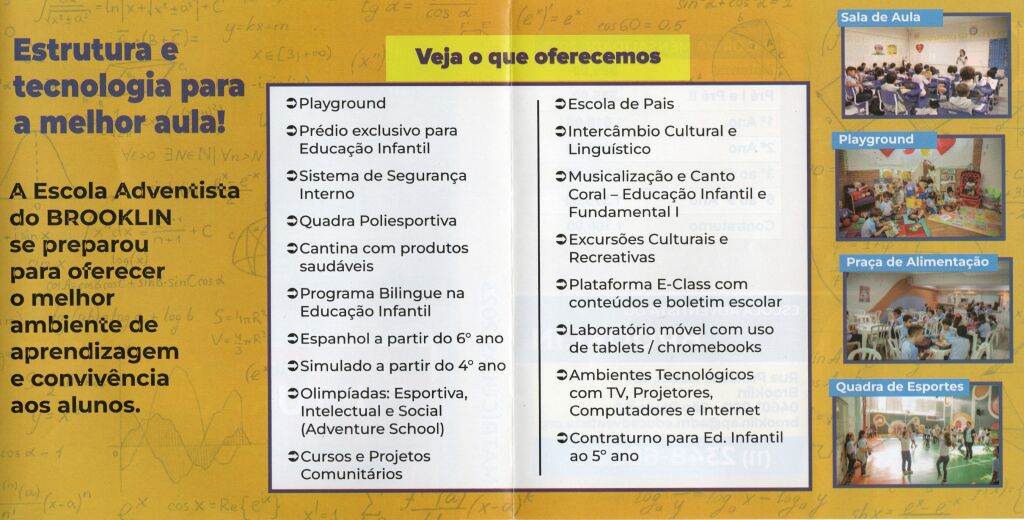 Estrutura e
tecnologia para
a melhor aula!
A Escola Adventista
do BROOKLIN
se preparou
para oferecer
o melhor
ambiente de
aprendizagem
e convivência
aos alunos.
Veja o que oferecemos
➲Playground
➲Prédio exclusivo para
Educação Infantil
➲Sistema de Segurança
Interno
➲Quadra Poliesportiva
➲Cantina com produtos
saudáveis
➲Programa Bilingue na
Educação Infantil
➲Espanhol a partir do 6º ano
➲Simulado a partir do 4º ano
➲Olimpíadas: Esportiva,
Intelectual e Social
(Adventure School)
➲Cursos e Projetos
Comunitários
➲Escola de Pais
➲Intercâmbio Cultural e
Linguístico
➲Musicalização e Canto
Coral – Educação Infantil e
Fundamental I
➲Excursões Culturais e
Recreativas
➲Plataforma E-Class com
conteúdos e boletim escolar
➲Laboratório móvel com uso
de tablets / chromebooks
➲Ambientes Tecnológicos
com TV, Projetores,
Computadores e Internet
➲Contraturno para Ed. Infantil
ao 5º ano
Sala de Aula
Playground
Praça de Alimentação
Quadra de Esportes